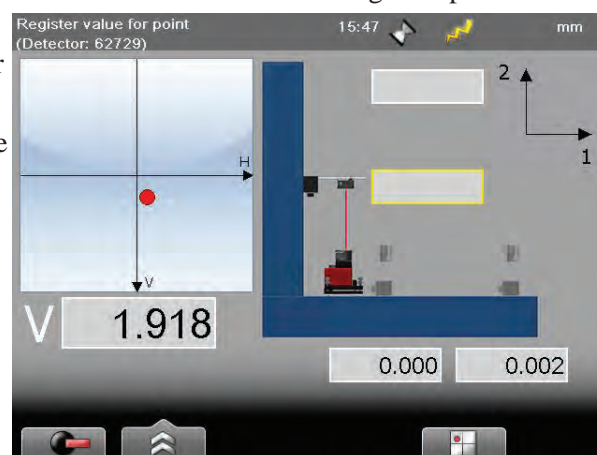 Register value for point
(Detector: 62729)
15:47
mm
H
V
2
1
V 1.918
0.000 0.002